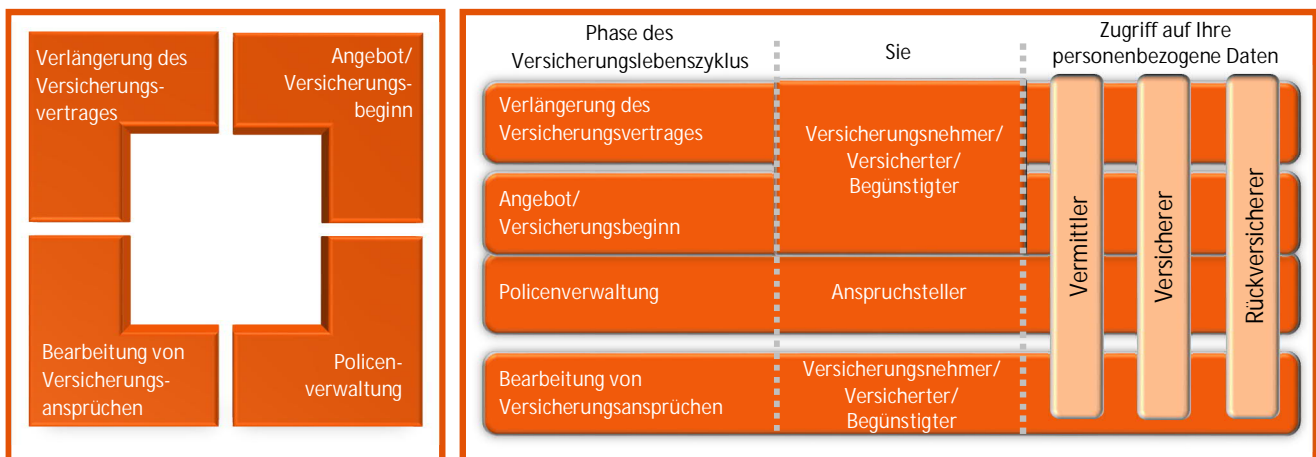 Verlängerung des
Versicherungs-
vertrages
Angebot/
Versicherungs-
beginn
Bearbeitung von
Versicherungs-
ansprüchen
Policen-
verwaltung
Phase des
Versicherungslebenszyklus
Sie
Zugriff auf Ihre
personenbezogene Daten
Verlängerung des
Versicherungsvertrages
Versicherungsnehmer/
Versicherter/
Begünstigter
Angebot/
Versicherungsbeginn
Policenverwaltung
Anspruchsteller
Bearbeitung von
Versicherungsansprüchen
Versicherungsnehmer/
Versicherter/
Begünstigter
Vermittler
Versicherer
Rückversicherer